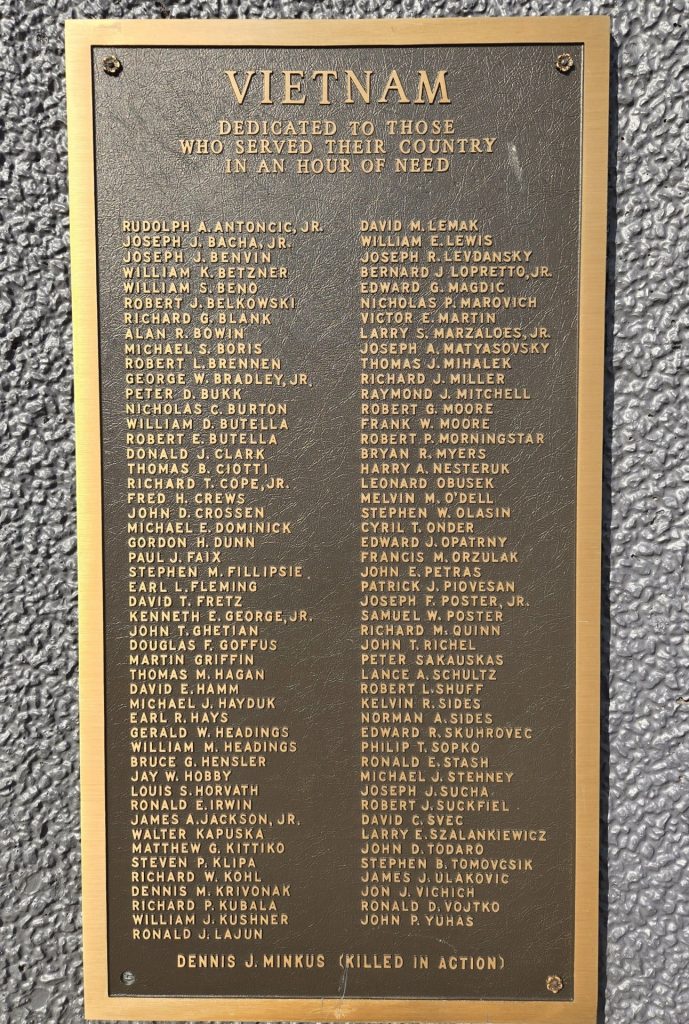 VIETNAM
DEDICATED TO THOSE
WHO SERVED THEIR COUNTRY
IN AN HOUR OF NEED
RUDOLPH A. ANTONCIC, JR.
JOSEPH J. BACHA, JR.
JOSEPH J. BENVIN
WILLIAM K. BETZNER
WILLIAM S. BENO
ROBERT J. BELKOWSKI
RICHARD G. BLANK
ALAN R. BOWIN
MICHAEL S. BORIS
ROBERT L. BRENNEN
GEORGE W. BRADLEY, JR.
PETER D. BUKK
NICHOLAS C. BURTON
WILLIAM D. BUTELLA
ROBERT E. BUTELLA
DONALD J. CLARK
THOMAS B. CIOTTI
RICHARD T. COPE, JR.
FRED H. CREWS
JOHN D. CROSSEN
MICHAEL E. DOMINICK
GORDON H. DUNN
PAUL J. FAIX
STEPHEN M. FILLIPSIE
EARL L. FLEMING
DAVID T. FRETZ
KENNETH E. GEORGE, JR.
JOHN T. GHETIAN
DOUGLAS F. GOFFUS
MARTIN GRIFFIN
THOMAS M. HAGAN
DAVID E. HAMM
MICHAEL J. HAYDUK
EARL R. HAYS
GERALD W. HEADINGS
WILLIAM M. HEADINGS
BRUCE G. HENSLER
JAY W. HOBBY
LOUIS S. HORVATH
RONALD E. IRWIN
JAMES A. JACKSON, JR.
WALTER KAPUSKA
MATTHEW G. KITTIKO
STEVEN P. KLIPA
RICHARD W. KOHL
DENNIS M. KRIVONAK
RICHARD P. KUBALA
WILLIAM J. KUSHNER
RONALD J. LAJUN
DAVID M. LEMAK
WILLIAM E. LEWIS
JOSEPH R. LEVDANSKY
BERNARD J LOPRETTO, JR.
EDWARD G. MAGDIC
NICHOLAS P. MAROVICH
VICTOR E. MARTIN
LARRY S. MARZALOES, JR.
JOSEPH A. MATYASOVSKY
THOMAS J. MIHALEK
RICHARD J. MILLER
RAYMOND J. MITCHELL
ROBERT G. MOORE
FRANK W. MOORE
ROBERT P. MORNINGSTAR
BRYAN R. MYERS
HARRY A. NESTERUK
LEONARD OBUSEK
MELVIN M. O'DELL
STEPHEN W. OLASIN
CYRIL T. ONDER
EDWARD J. OPATRNY
FRANCIS M. ORZULAK
JOHN E. PETRAS
PATRICK J. PIOVESAN
JOSEPH F. POSTER, JR.
SAMUEL W. POSTER
RICHARD M. QUINN
JOHN T. RICHEL
PETER SAKAUSKAS
LANCE A. SCHULTZ
ROBERT L. SHUFF
KELVIN R. SIDES
NORMAN A. SIDES
EDWARD R. SKUHROVEC
PHILIP T. SOPKO
RONALD E. STASH
MICHAEL J. STEHNEY
JOSEPH J. SUCHA
ROBERT J. SUCKFIEL
DAVID C. SVEC
LARRY E. SZALANKIEWICZ
JOHN D. TODARO
STEPHEN B. TOMOVCSIK
JAMES J. ULAKOVIC
JON J. VICHICH
RONALD D. VOJTKO
JOHN P. YUHAS
DENNIS J. MINKUS (KILLED IN ACTION)